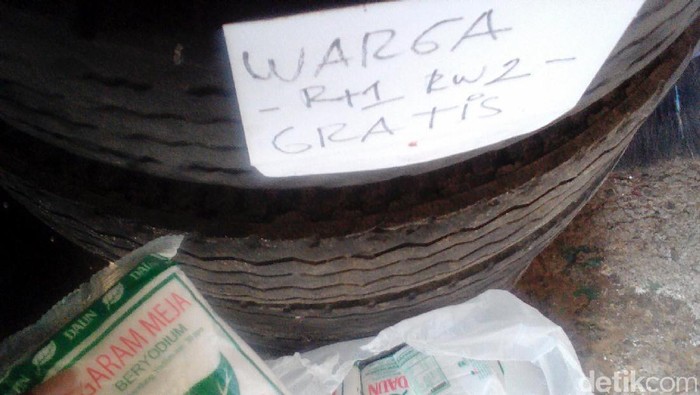 WARGA
- Rt1 RW2 -
GRATIS
DAUN
DAUN
GARAM MEJA
BERYODIUM
DAUN
detikcom